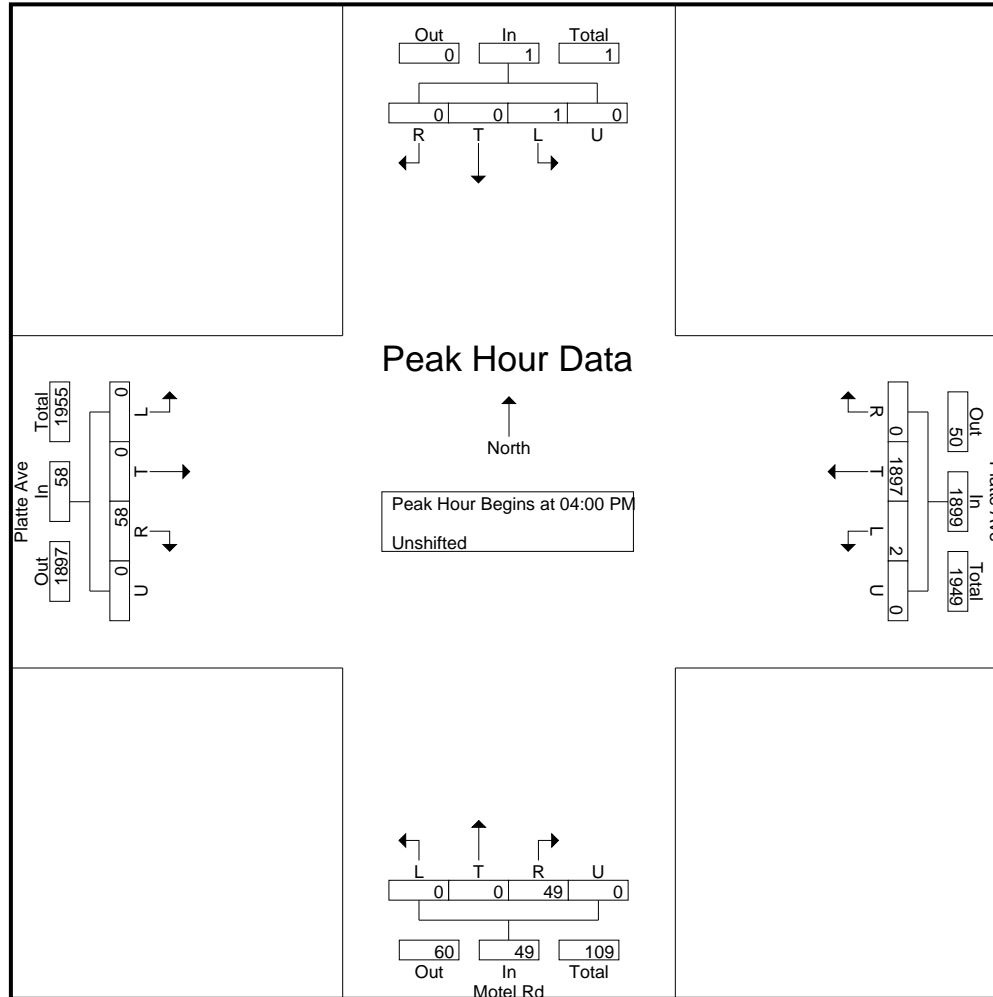 Out In Total
0 1 1
0 0 1 0
R T L U
Peak Hour Data
North
Peak Hour Begins at 04:00 PM
Unshifted
Platte Ave
Total In Out
1955 58 1897
0 0 58 0
L T R U
R T L U
0 1897 2 0
Out In Total
50 1899 1949
L T R U
0 0 49 0
60 49 109
Out In Total
Motel Rd